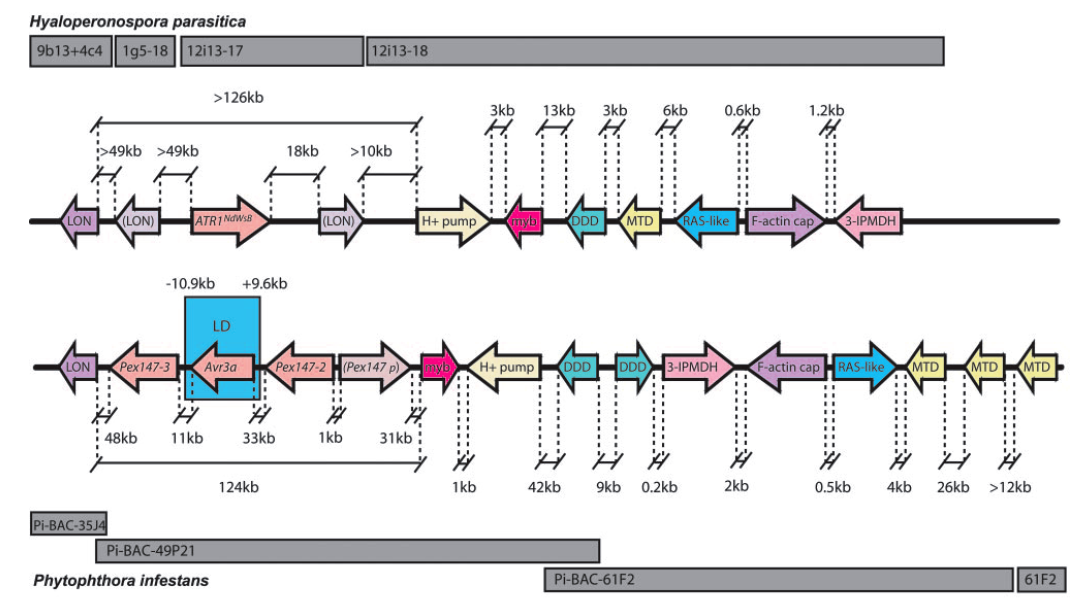 Hyaloperonospora parasitica
9b13+4c4 1g5-18 12i13-17 12i13-18
>126kb
3kb 13kb 3kb 6kb 0.6kb 1.2kb
>49kb >49kb 18kb >10kb
LON (LON) ATR1NdWsB (LON) H+ pump myb DDD MTD RAS-like F-actin cap 3-IPMDH
-10.9kb +9.6kb
LD
LON Pex147-3 Avr3a Pex147-2 (Pex147 p) myb H+ pump DDD DDD 3-IPMDH F-actin cap RAS-like MTD MTD MTD
48kb 11kb 33kb 1kb 31kb
124kb 1kb 42kb 9kb 0.2kb 2kb 0.5kb 4kb 26kb >12kb
Pi-BAC-35J4
Pi-BAC-49P21
Phytophthora infestans Pi-BAC-61F2 61F2